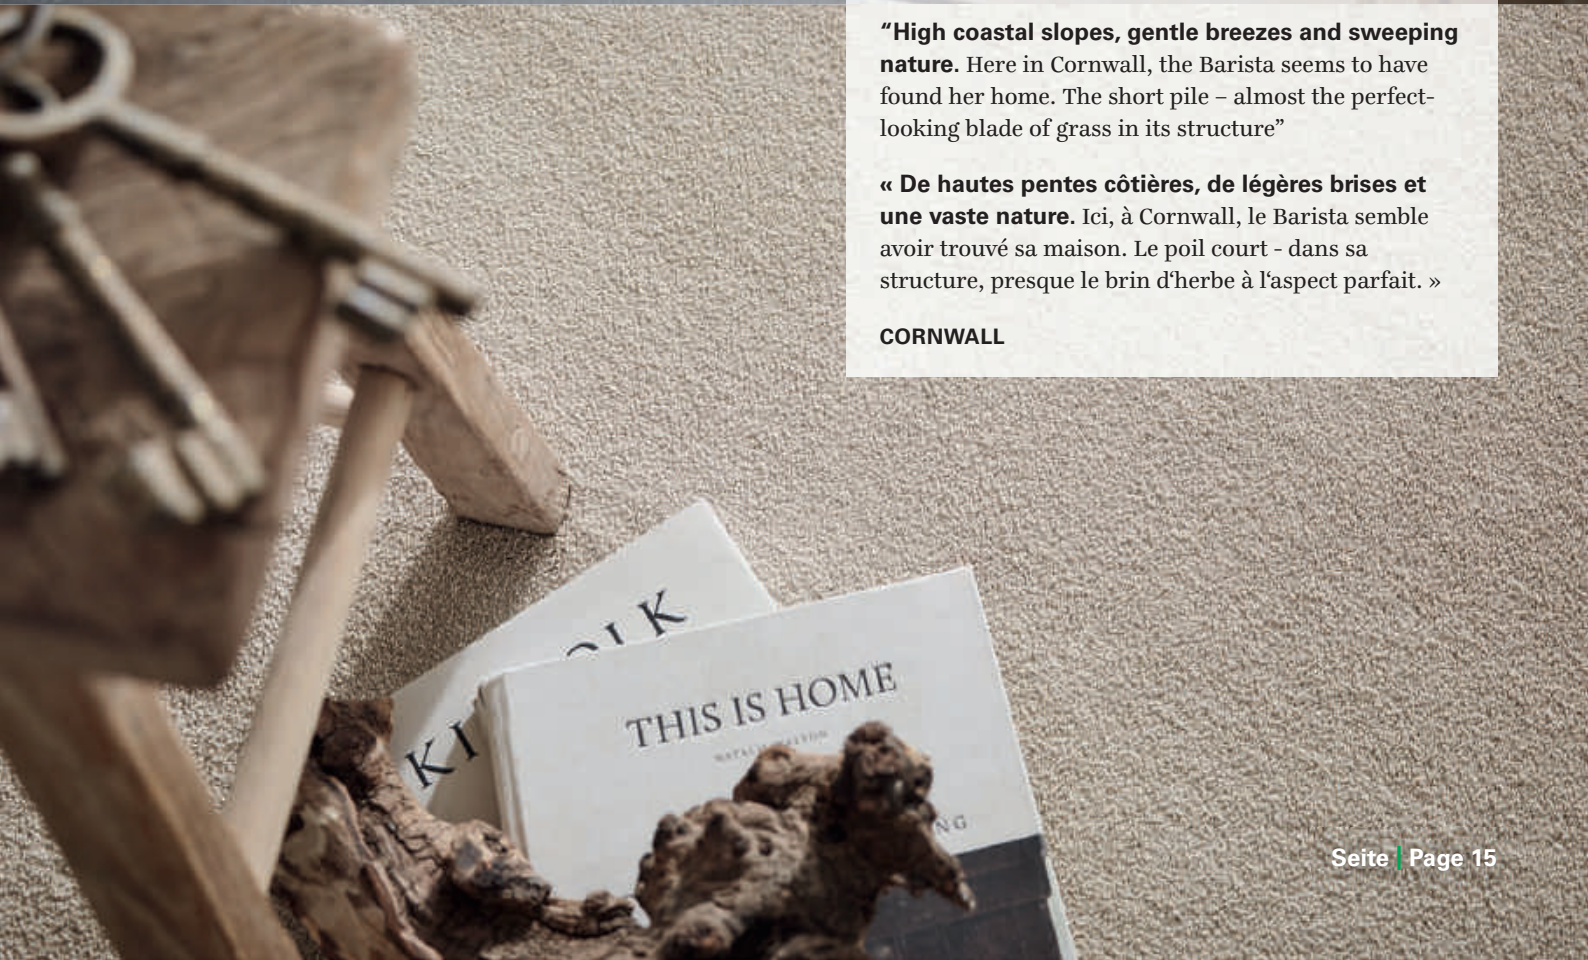 “High coastal slopes, gentle breezes and sweeping
nature. Here in Cornwall, the Barista seems to have
found her home. The short pile – almost the perfect-
looking blade of grass in its structure”
« De hautes pentes côtières, de légères brises et
une vaste nature. Ici, à Cornwall, le Barista semble
avoir trouvé sa maison. Le poil court - dans sa
structure, presque le brin d‘herbe à l‘aspect parfait. »
CORNWALL
THIS IS HOME
Seite | Page 15